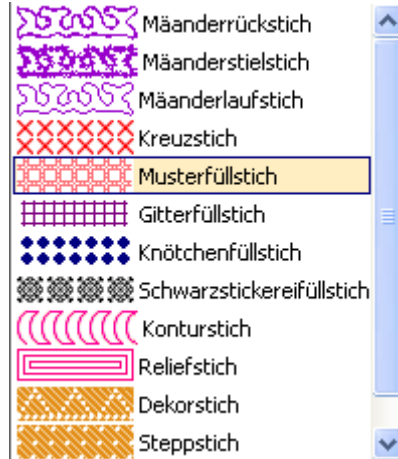 Mäanderrückstich
Mäanderstielstich
Mäanderlaufstich
Kreuzstich
Musterfüllstich
Gitterfüllstich
Knötchenfüllstich
Schwarzstickereifüllstich
Konturstich
Reliefstich
Dekorstich
Steppstich